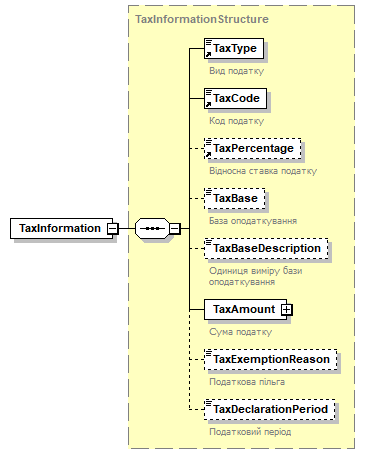 TaxInformationStructure
TaxType
Вид податку
TaxCode
Код податку
TaxPercentage
Відносна ставка податку
TaxBase
База оподаткування
TaxInformation
TaxBaseDescription
Одиниця виміру бази
оподаткування
TaxAmount
Сума податку
TaxExemptionReason
Податкова пільга
TaxDeclarationPeriod
Податковий період